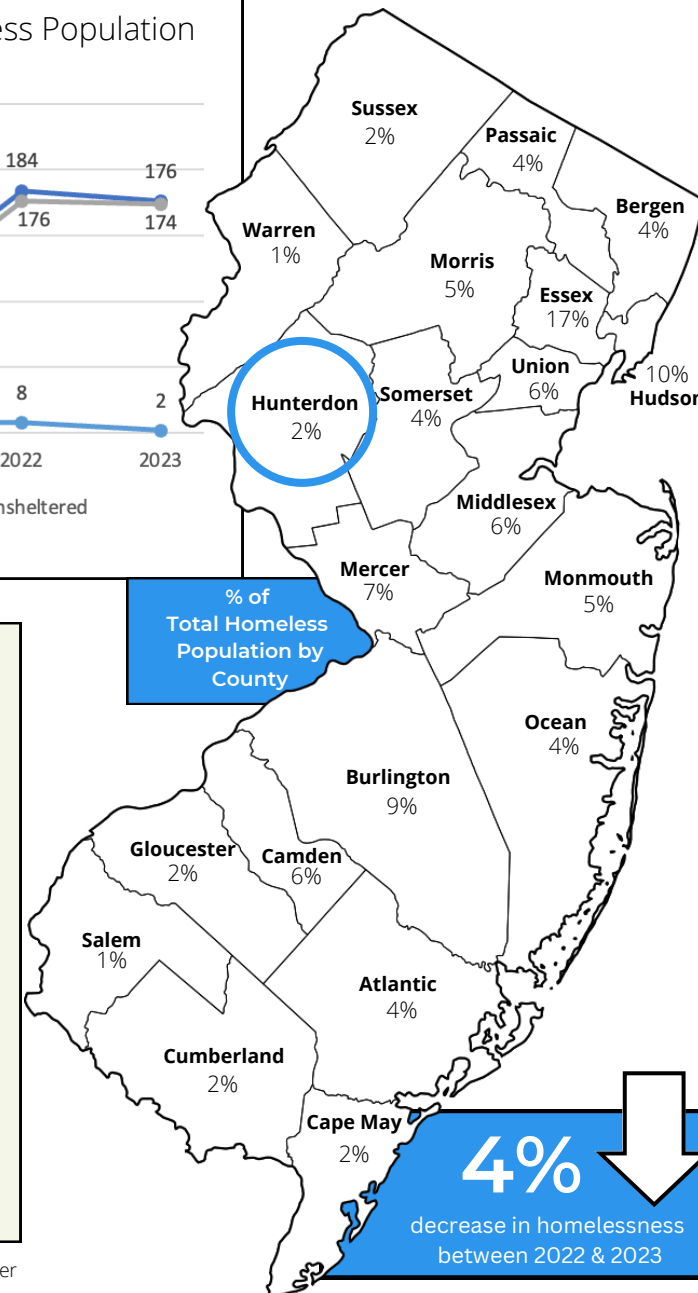 ess Population
184
176
176
174
8
2
2022
2023
nsheltered
Sussex
2%
Passaic
4%
Bergen
4%
Warren
1%
Morris
5%
Essex
17%
Union
6%
10%
Hudson
Hunterdon
2%
Somerset
4%
Middlesex
6%
Mercer
7%
Monmouth
5%
% of
Total Homeless
Population by
County
Ocean
4%
Burlington
9%
Gloucester
2%
Camden
6%
Salem
1%
Atlantic
4%
Cumberland
2%
Cape May
2%
4%
decrease in homelessness
between 2022 & 2023
er